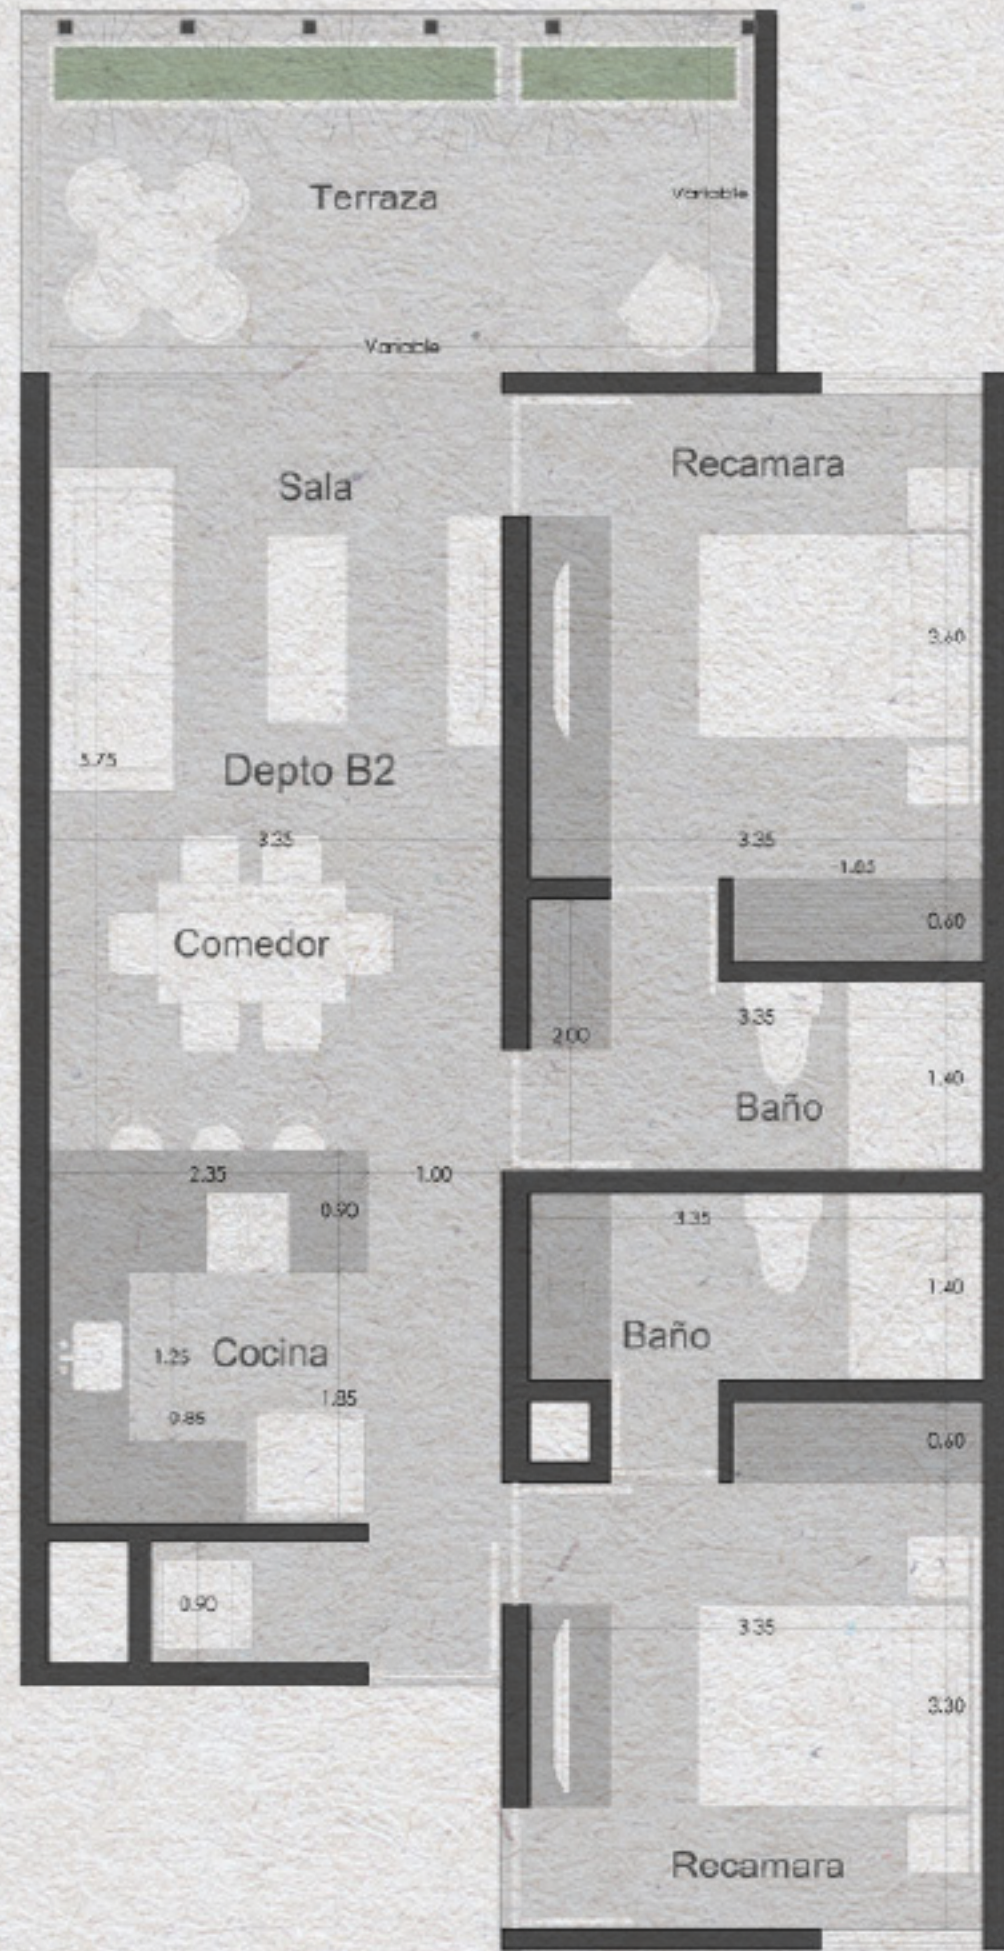 Terraza
Variable
Variable
Sala
Recamara
3.60
5.75
Depto B2
3.35
3.35
1.85
0.60
Comedor
2.00
3.35
1.40
Baño
2.35
1.00
0.90
3.35
1.40
Baño
1.25
Cocina
1.85
0.85
0.60
0.90
3.35
3.30
Recamara